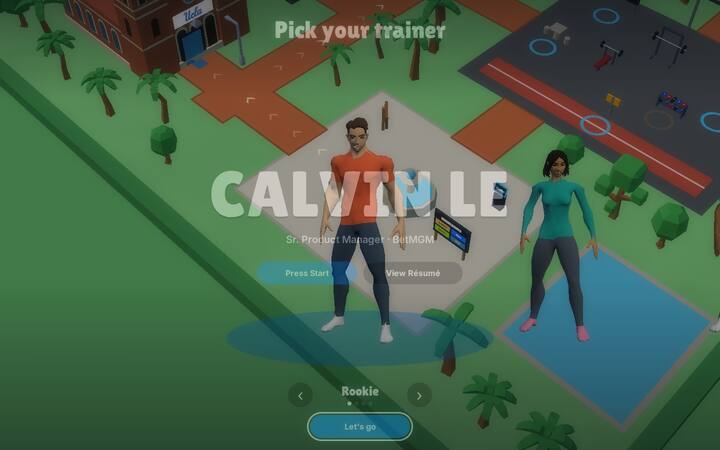 Ucla
Pick your trainer
CALVIN LE
Sr. Product Manager · BetMGM
Press Start
View Résumé
Rookie
Let's go